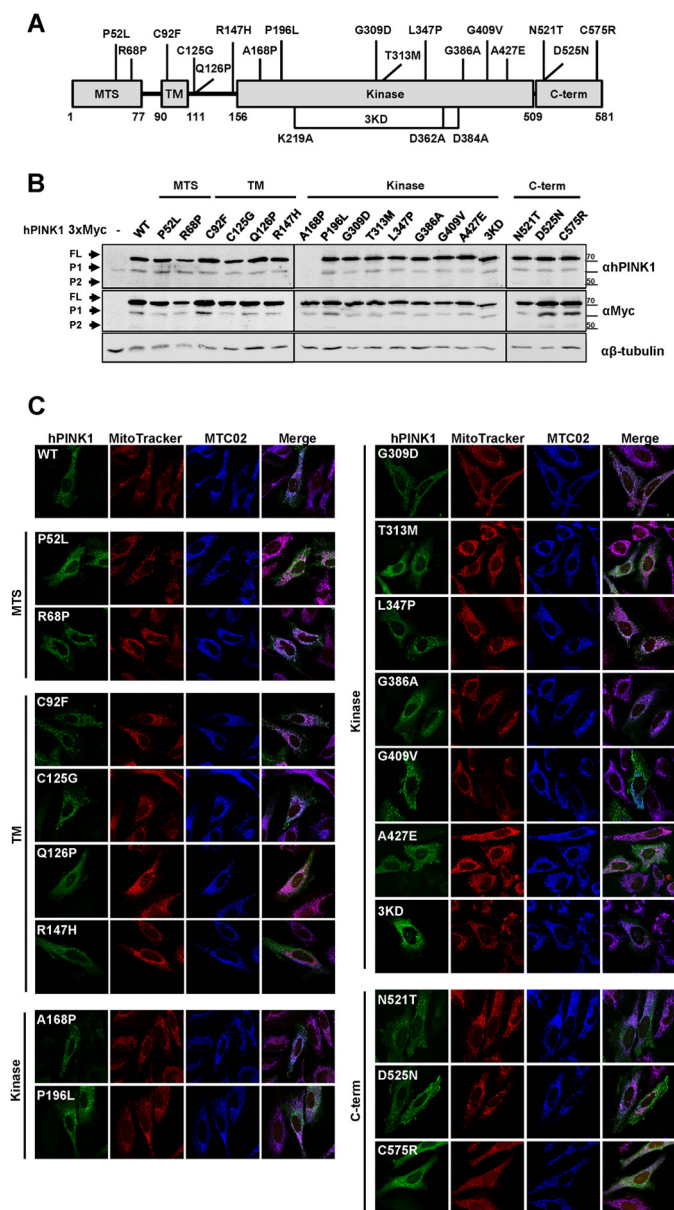 A
P52L C92F R147H P196L G309D L347P G409V N521T C575R
R68P C125G A168P T313M G386A A427E D525N
Q126P
MTS TM Kinase C-term
1 77 90 111 156 3KD 509 581
K219A D362A D384A
B
MTS TM Kinase C-term
hPINK1 3xMyc - WT P52L R68P C92F C125G Q126P R147H A168P P196L G309D T313M L347P G386A G409V A427E 3KD N521T D525N C575R
FL 70
P1 αhPINK1
P2 50
FL 70
P1 αMyc
P2 50
αβ-tubulin
C
hPINK1 MitoTracker MTC02 Merge
WT
MTS
P52L
R68P
TM
C92F
C125G
Q126P
R147H
Kinase
A168P
P196L
hPINK1 MitoTracker MTC02 Merge
Kinase
G309D
T313M
L347P
G386A
G409V
A427E
3KD
C-term
N521T
D525N
C575R